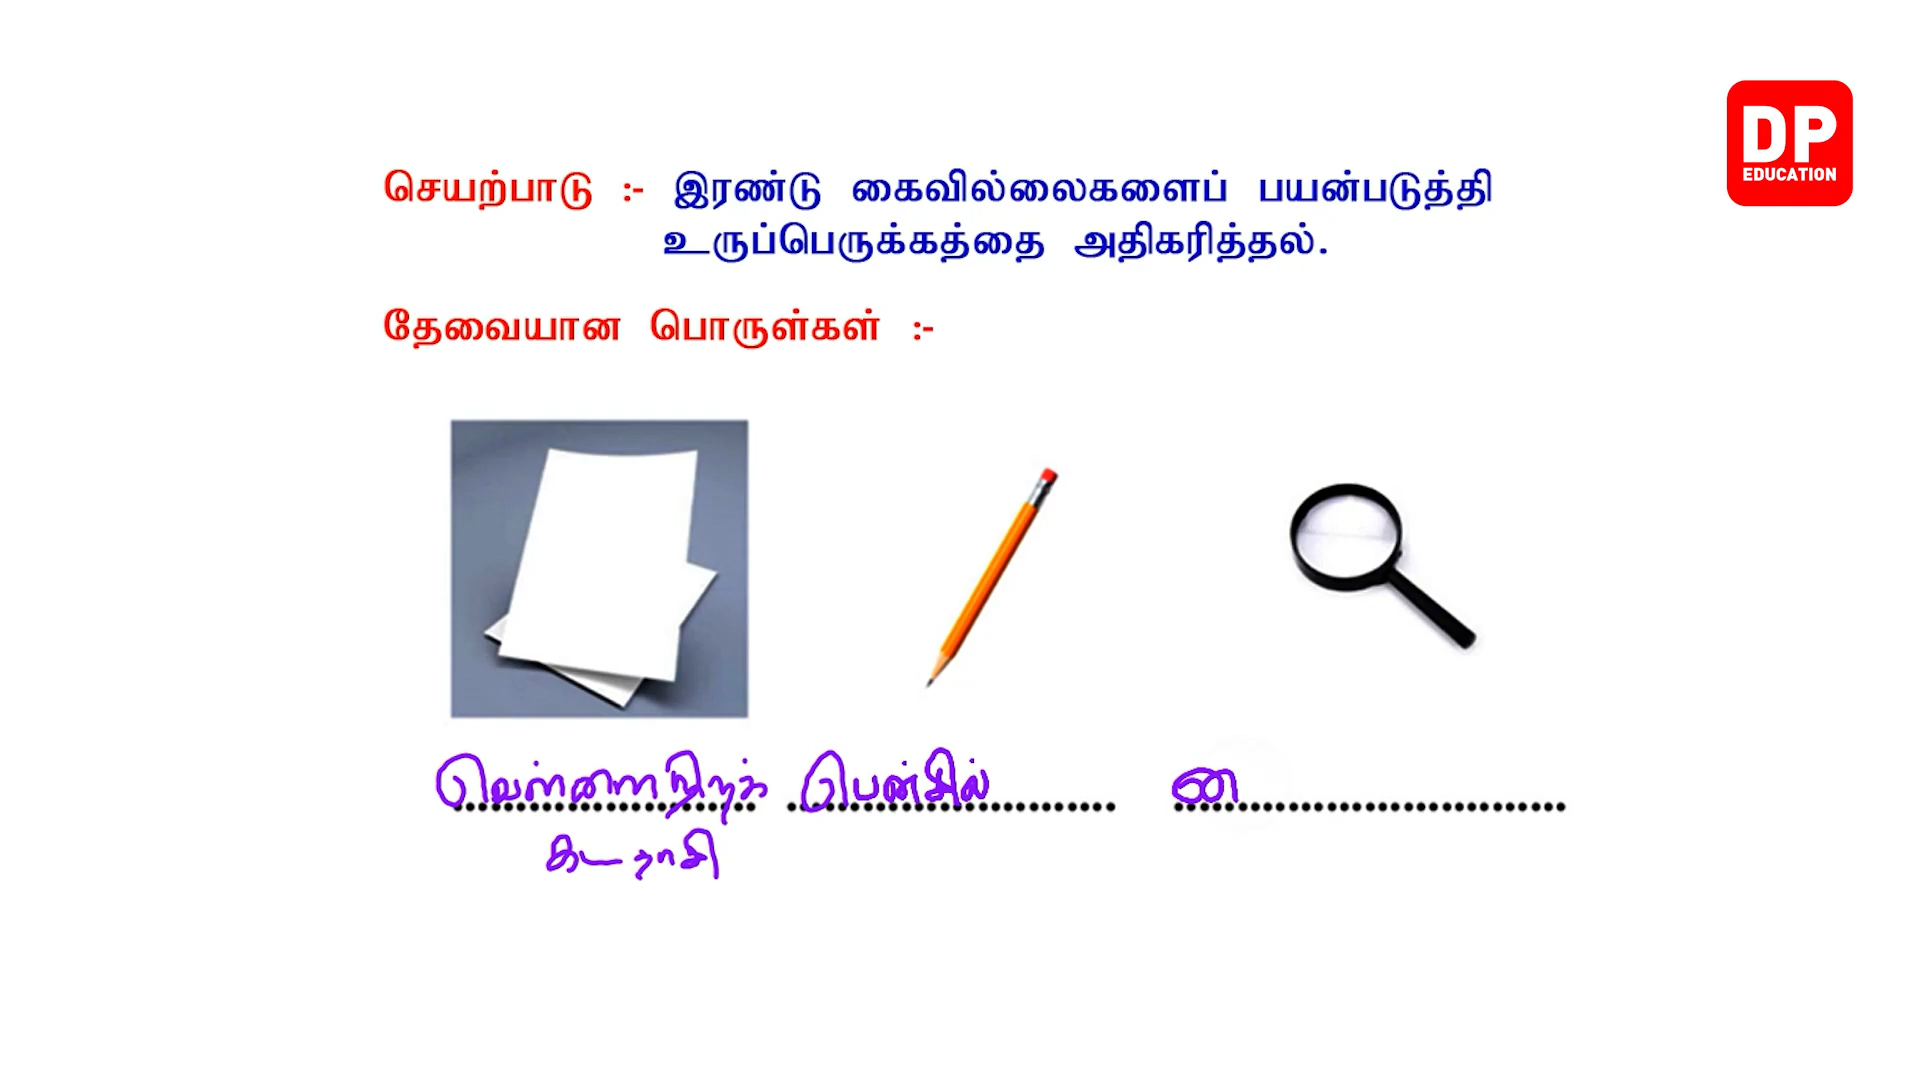 DP
EDUCATION
செயற்பாடு :- இரண்டு கைவில்லைகளைப் பயன்படுத்தி
உருப்பெருக்கத்தை அதிகரித்தல்.
தேவையான பொருள்கள் :-
வெள்ளைநிறக் பென்சில்
கடதாசி